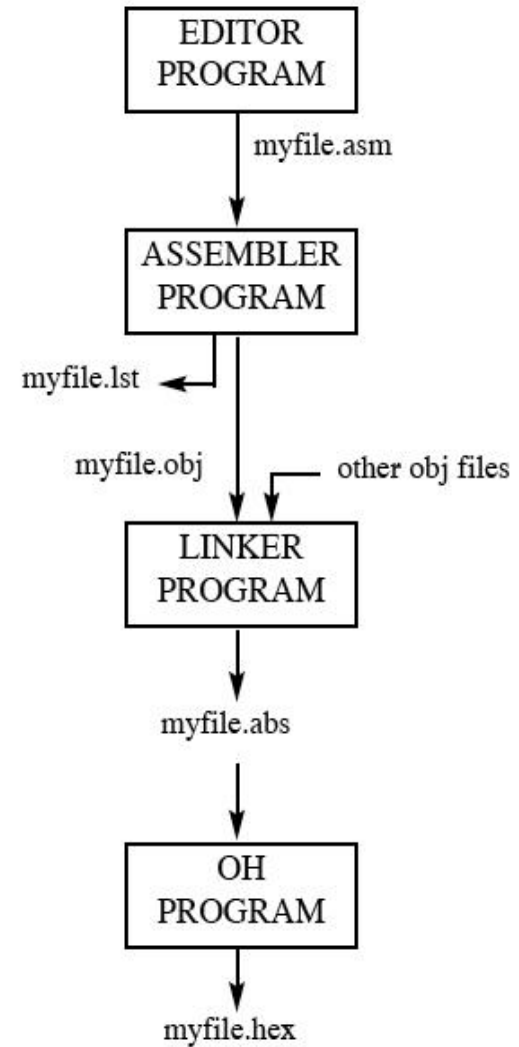 EDITOR
PROGRAM
myfile.asm
ASSEMBLER
PROGRAM
myfile.lst
myfile.obj
other obj files
LINKER
PROGRAM
myfile.abs
OH
PROGRAM
myfile.hex